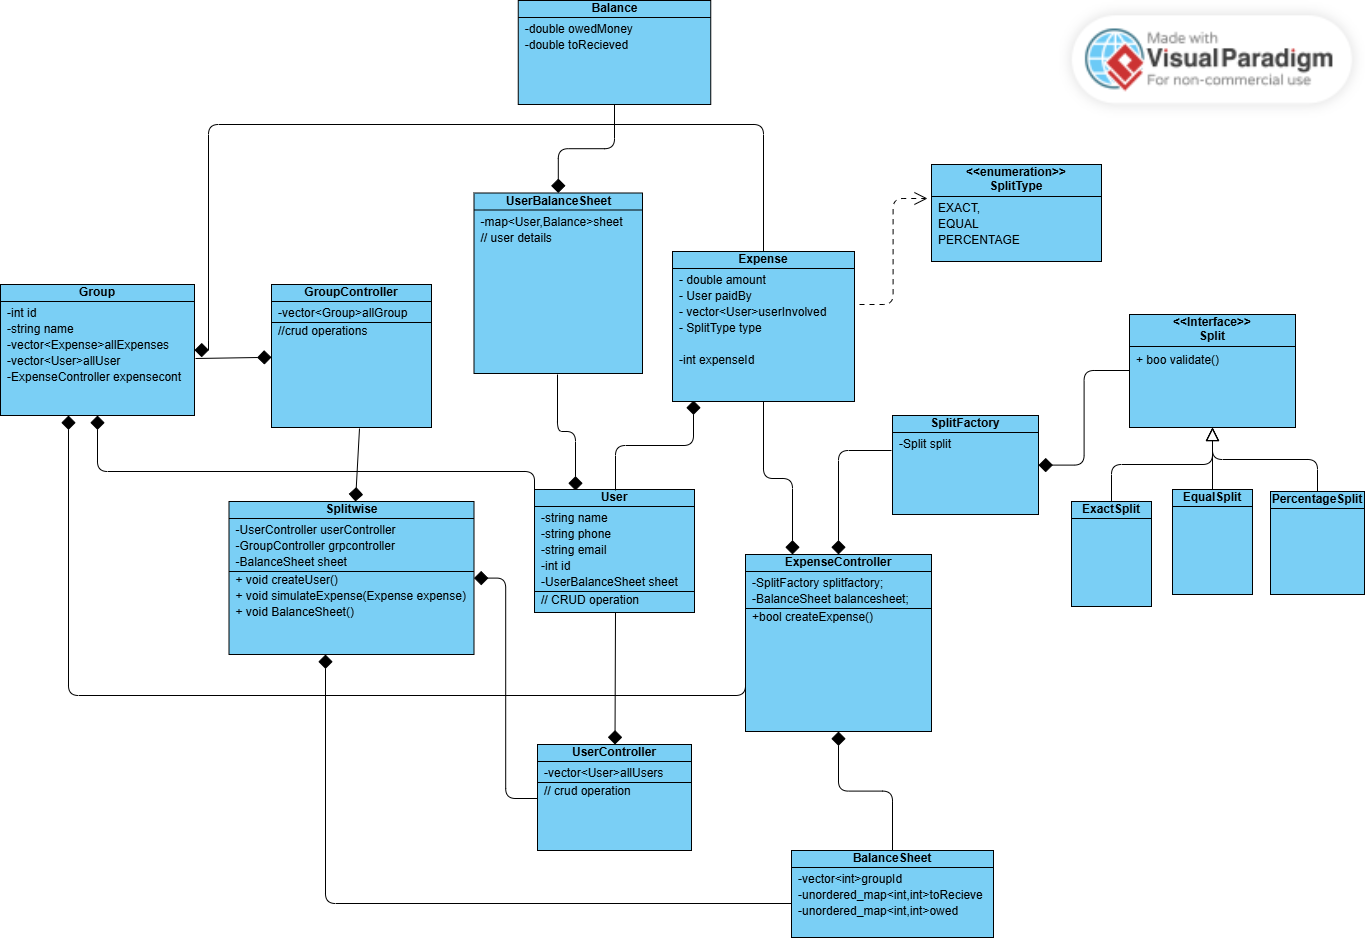 Balance
-double owedMoney
-double toRecieved
Made with
Visual Paradigm
For non-commercial use
<<enumeration>>
SplitType
EXACT,
EQUAL
PERCENTAGE
UserBalanceSheet
-map<User,Balance>sheet
// user details
Expense
- double amount
- User paidBy
- vector<User>userInvolved
- SplitType type
-int expenseId
Group
-int id
-string name
-vector<Expense>allExpenses
-vector<User>allUser
-ExpenseController expensecont
GroupController
-vector<Group>allGroup
//crud operations
<<Interface>>
Split
+ boo validate()
SplitFactory
-Split split
ExactSplit
EqualSplit
PercentageSplit
User
-string name
-string phone
-string email
-int id
-UserBalanceSheet sheet
// CRUD operation
Splitwise
-UserController userController
-GroupController grpcontroller
-BalanceSheet sheet
+ void createUser()
+ void simulateExpense(Expense expense)
+ void BalanceSheet()
ExpenseController
-SplitFactory splitfactory;
-BalanceSheet balancesheet;
+bool createExpense()
UserController
-vector<User>allUsers
// crud operation
BalanceSheet
-vector<int>groupId
-unordered_map<int,int>toRecieve
-unordered_map<int,int>owed